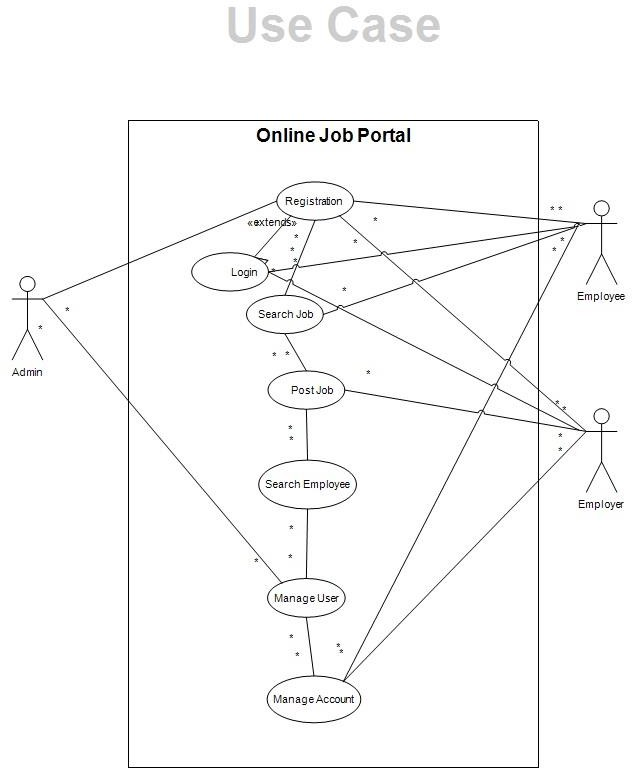 Use Case
Online Job Portal
Registration
«extends»
Login
Search Job
Post Job
Search Employee
Manage User
Manage Account
Admin
Employee
Employer